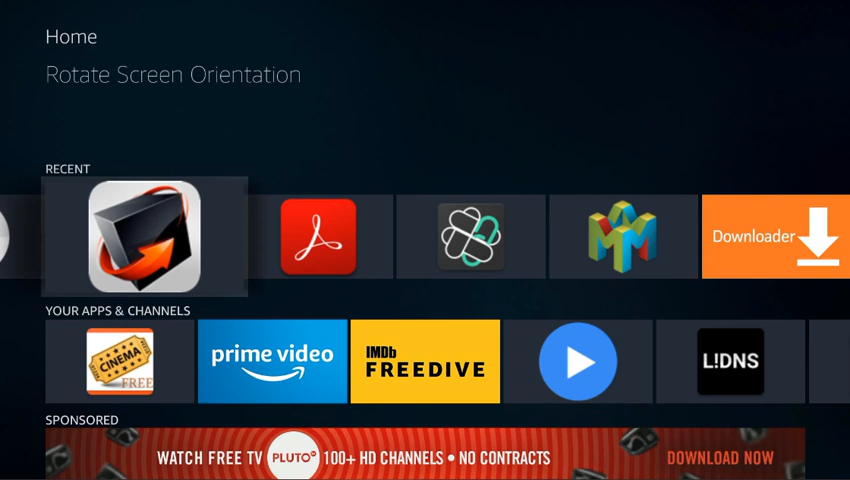 Home
Rotate Screen Orientation
RECENT
Downloader
YOUR APPS & CHANNELS
CINEMA
FREE
prime video
IMDb
FREEDIVE
L!DNS
SPONSORED
WATCH FREE TV PLUTO TV 100+ HD CHANNELS • NO CONTRACTS DOWNLOAD NOW